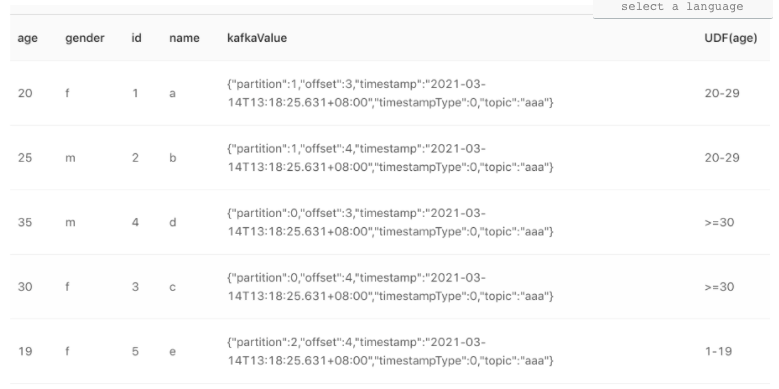 select a language
age gender id name kafkaValue UDF(age)
20 f 1 a {"partition":1,"offset":3,"timestamp":"2021-03- 20-29
14T13:18:25.631+08:00","timestampType":0,"topic":"aaa"}
25 m 2 b {"partition":1,"offset":4,"timestamp":"2021-03- 20-29
14T13:18:25.631+08:00","timestampType":0,"topic":"aaa"}
35 m 4 d {"partition":0,"offset":3,"timestamp":"2021-03- >=30
14T13:18:25.631+08:00","timestampType":0,"topic":"aaa"}
30 f 3 c {"partition":0,"offset":4,"timestamp":"2021-03- >=30
14T13:18:25.631+08:00","timestampType":0,"topic":"aaa"}
19 f 5 e {"partition":2,"offset":4,"timestamp":"2021-03- 1-19
14T13:18:25.631+08:00","timestampType":0,"topic":"aaa"}